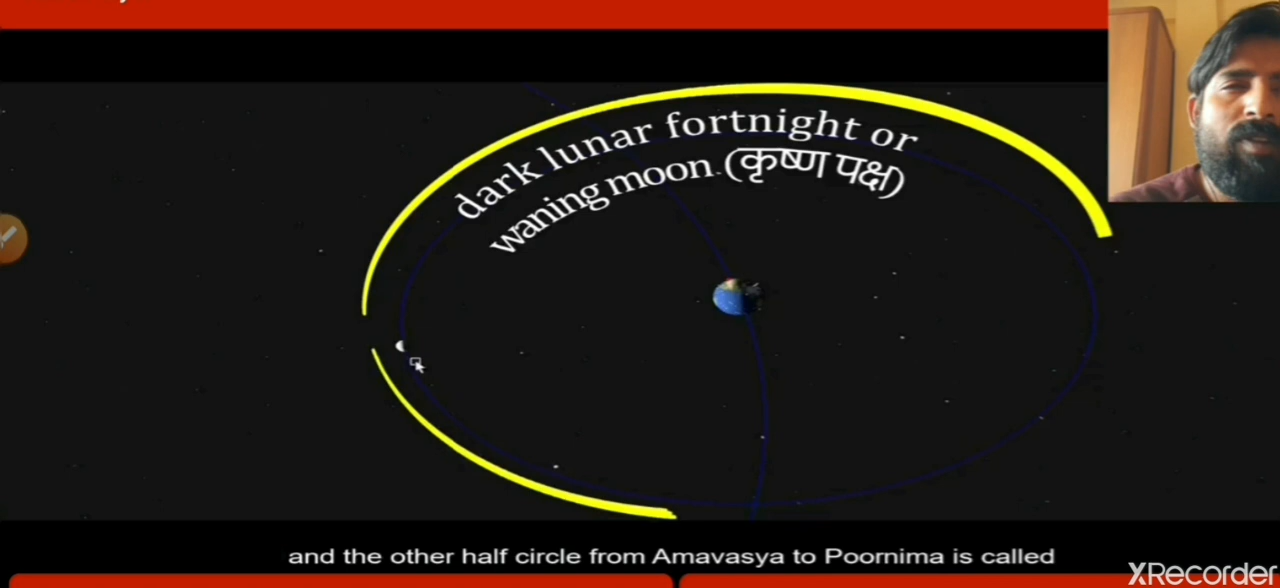 dark lunar fortnight or
waning moon (कृष्ण पक्ष)
and the other half circle from Amavasya to Poornima is called
XRecorder